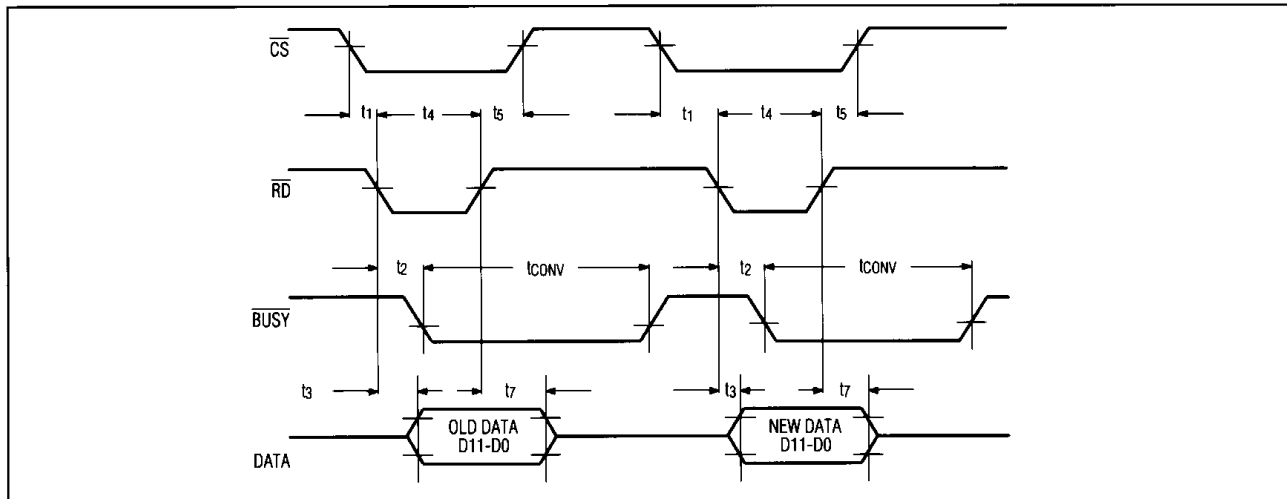 CS
t1 t4 t5 t1 t4 t5
RD
t2 tCONV t2 tCONV
BUSY
t3 t7 t3 t7
OLD DATA
D11-D0
NEW DATA
D11-D0
DATA